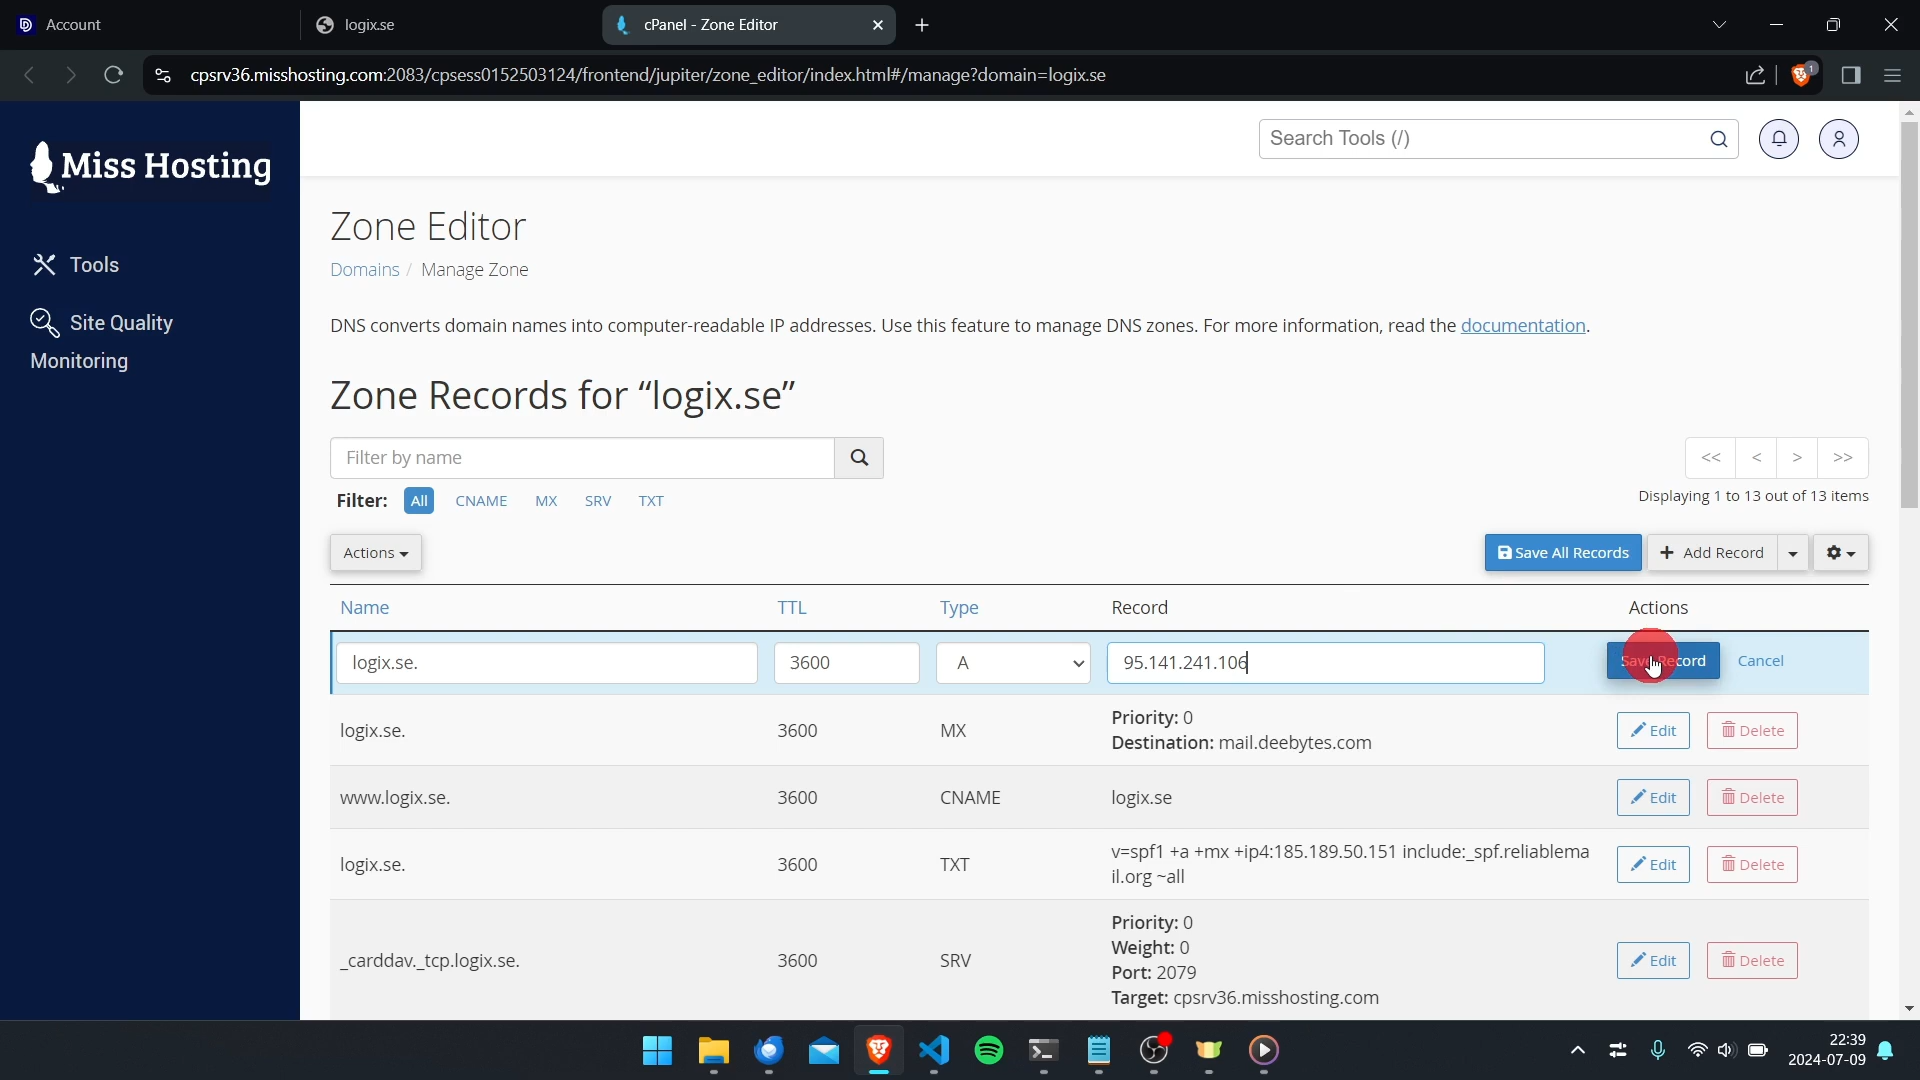 Account
logix.se
cPanel - Zone Editor
cpsrv36.misshosting.com:2083/cpsess0152503124/frontend/jupiter/zone_editor/index.html#/manage?domain=logix.se
1
Miss Hosting
Search Tools (/)
Tools
Site Quality
Monitoring
Zone Editor
Domains / Manage Zone
DNS converts domain names into computer-readable IP addresses. Use this feature to manage DNS zones. For more information, read the documentation.
Zone Records for “logix.se”
Filter by name
<< < > >>
Filter: All CNAME MX SRV TXT
Displaying 1 to 13 out of 13 items
Actions
Save All Records
+ Add Record
Name TTL Type Record Actions
logix.se. 3600 A 95.141.241.106 Save Record Cancel
logix.se. 3600 MX Priority: 0
Destination: mail.deebytes.com
Edit Delete
www.logix.se. 3600 CNAME logix.se Edit Delete
logix.se. 3600 TXT v=spf1 +a +mx +ip4:185.189.50.151 include:_spf.reliablema
il.org ~all
Edit Delete
_carddav._tcp.logix.se. 3600 SRV Priority: 0
Weight: 0
Port: 2079
Target: cpsrv36.misshosting.com
Edit Delete
22:39
2024-07-09